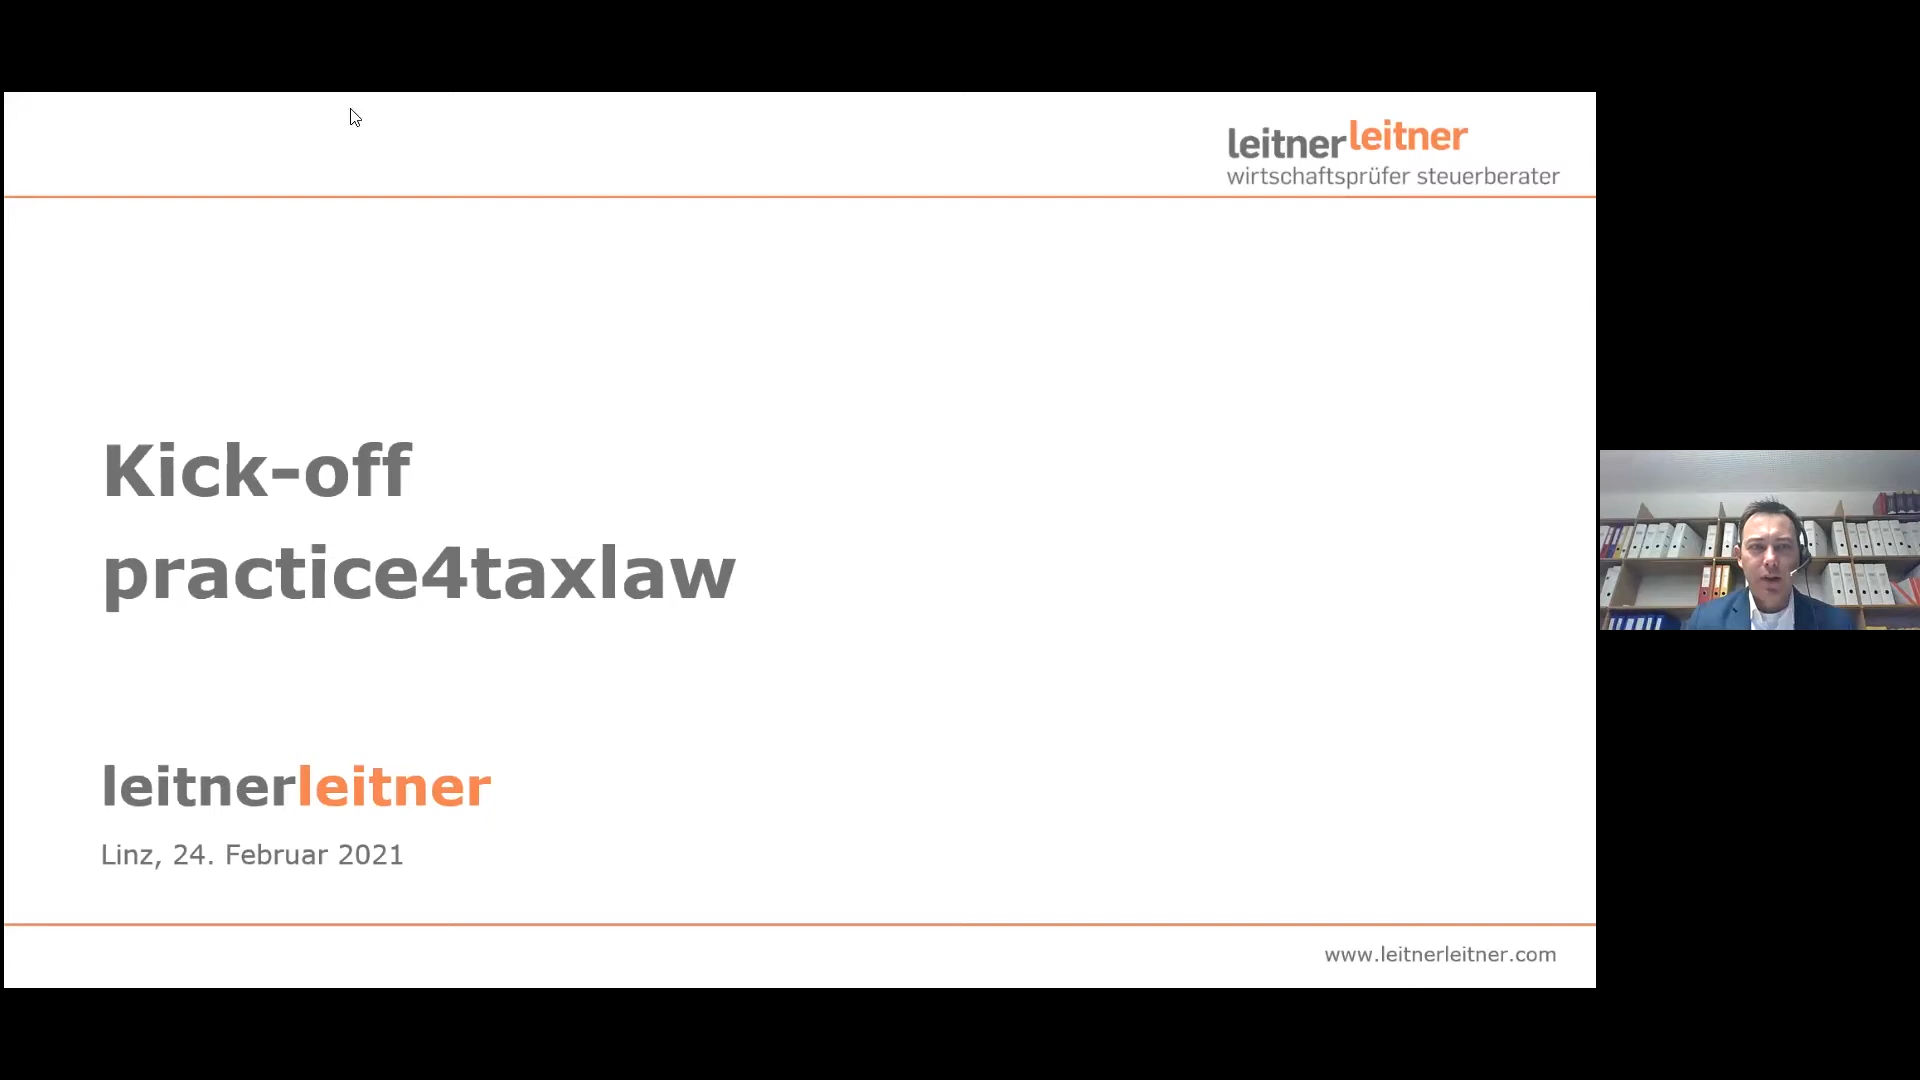 leitnerleitner
wirtschaftsprüfer steuerberater
Kick-off
practice4taxlaw
leitnerleitner
Linz, 24. Februar 2021
www.leitnerleitner.com